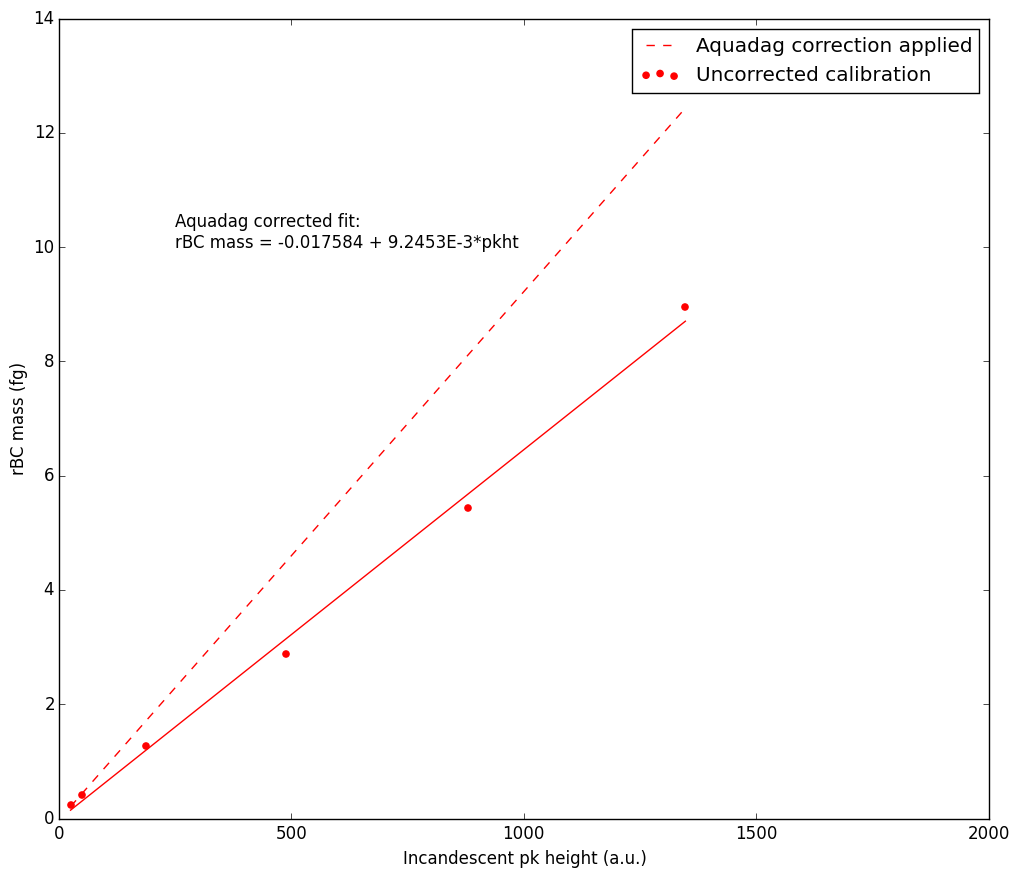 14
12
10
8
6
4
2
0
rBC mass (fg)
Aquadag correction applied
Uncorrected calibration
Aquadag corrected fit:
rBC mass = -0.017584 + 9.2453E-3*pkht
0
500
1000
1500
2000
Incandescent pk height (a.u.)